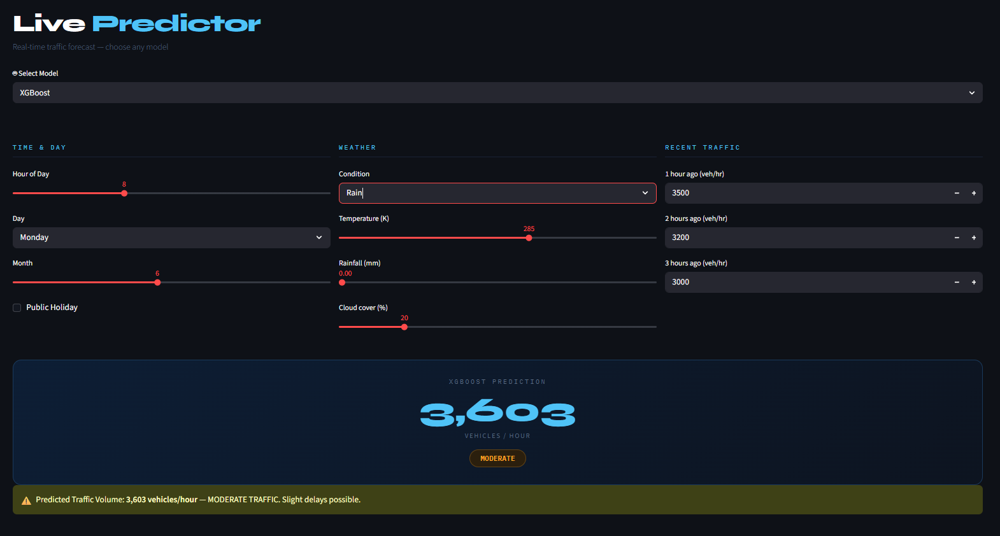 Live Predictor
Real-time traffic forecast — choose any model
Select Model
XGBoost
TIME & DAY
Hour of Day
8
Day
Monday
Month
6
Public Holiday
WEATHER
Condition
Rain
Temperature (K)
285
Rainfall (mm)
0.00
Cloud cover (%)
20
RECENT TRAFFIC
1 hour ago (veh/hr)
3500
2 hours ago (veh/hr)
3200
3 hours ago (veh/hr)
3000
XGBOOST PREDICTION
3,603
VEHICLES / HOUR
MODERATE
Predicted Traffic Volume: 3,603 vehicles/hour — MODERATE TRAFFIC. Slight delays possible.